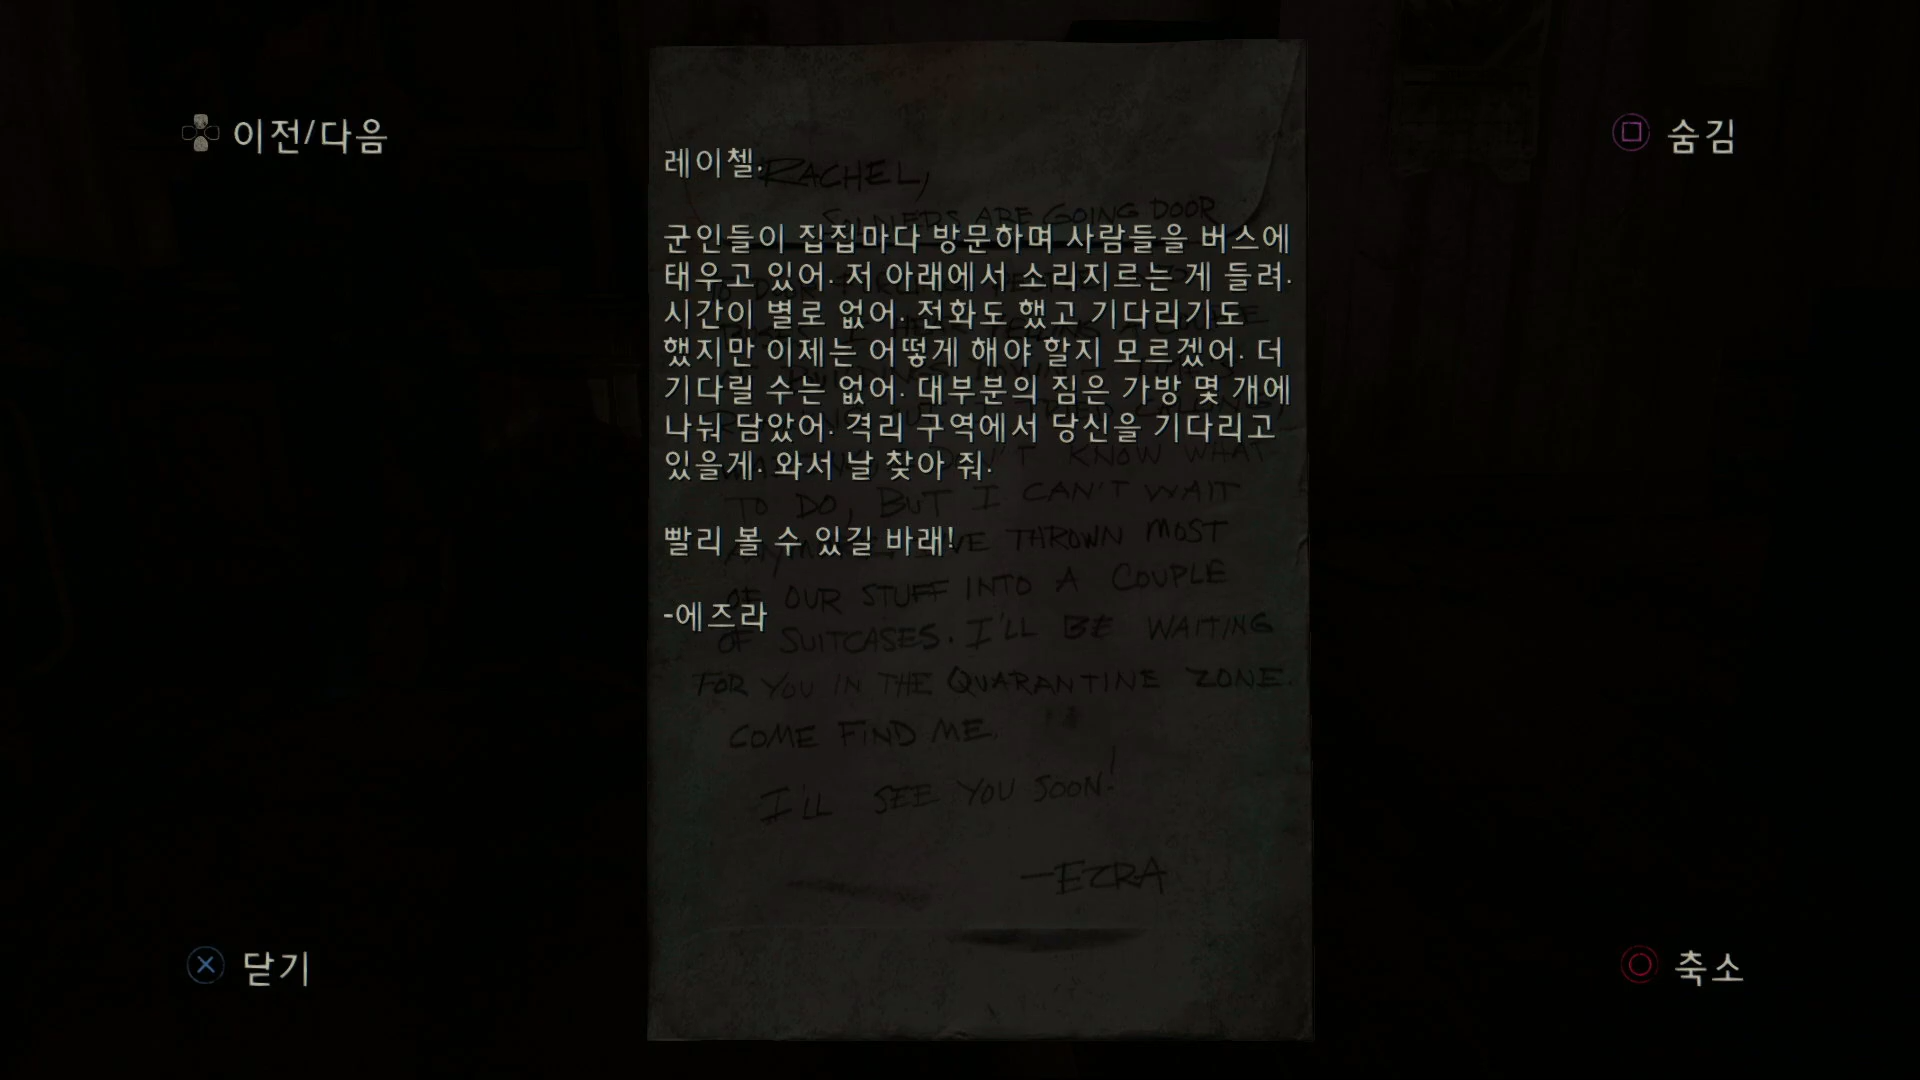 이전/다음
숨김
레이첼.
군인들이 집집마다 방문하며 사람들을 버스에
태우고 있어. 저 아래에서 소리지르는 게 들려.
시간이 별로 없어. 전화도 했고 기다리기도
했지만 이제는 어떻게 해야 할지 모르겠어. 더
기다릴 수는 없어. 대부분의 짐은 가방 몇 개에
나눠 담았어. 격리 구역에서 당신을 기다리고
있을게. 와서 날 찾아 줘.
빨리 볼 수 있길 바래!
-에즈라
RACHEL,
SOLDIERS ARE GOING DOOR
KNOW WHAT
TO DO, BUT I CAN'T WAIT
THROWN MOST
OF OUR STUFF INTO A COUPLE
OF SUITCASES. I'LL BE WAITING
FOR YOU IN THE QUARANTINE ZONE.
COME FIND ME.
I'LL SEE YOU SOON!
—EZRA
닫기
축소